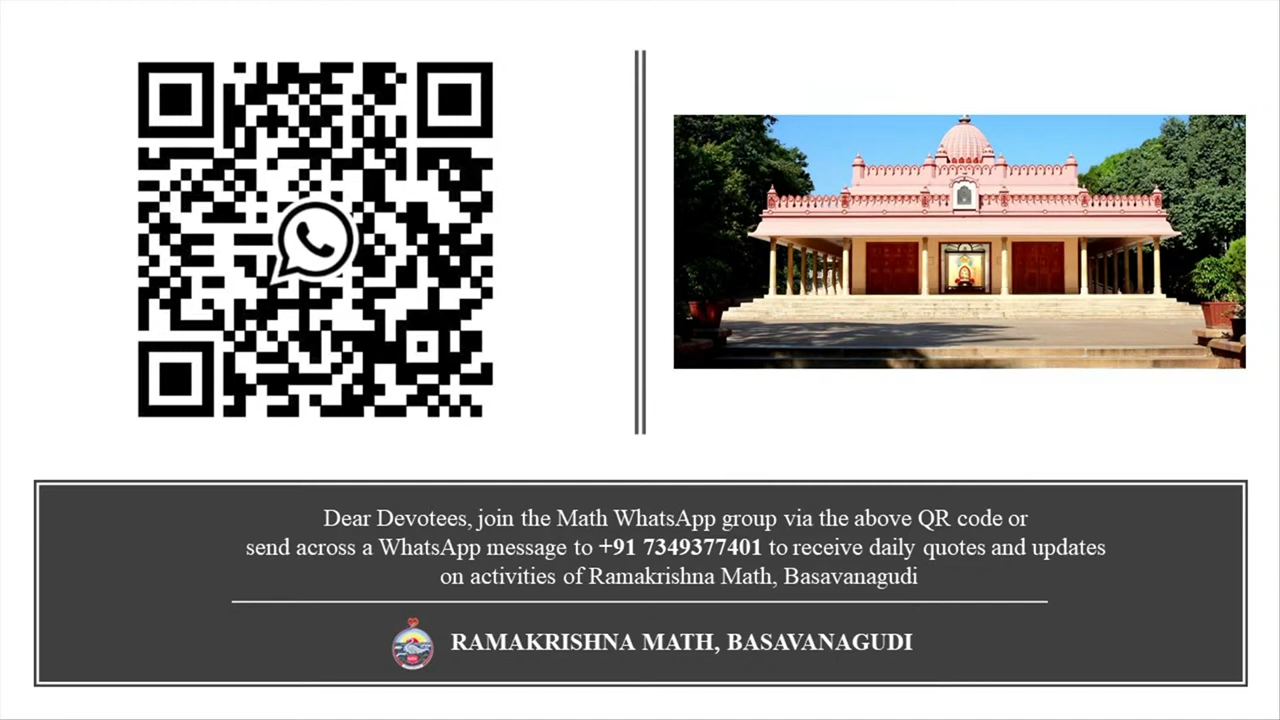 Dear Devotees, join the Math WhatsApp group via the above QR code or
send across a WhatsApp message to +91 7349377401 to receive daily quotes and updates
on activities of Ramakrishna Math, Basavanagudi
RAMAKRISHNA MATH, BASAVANAGUDI